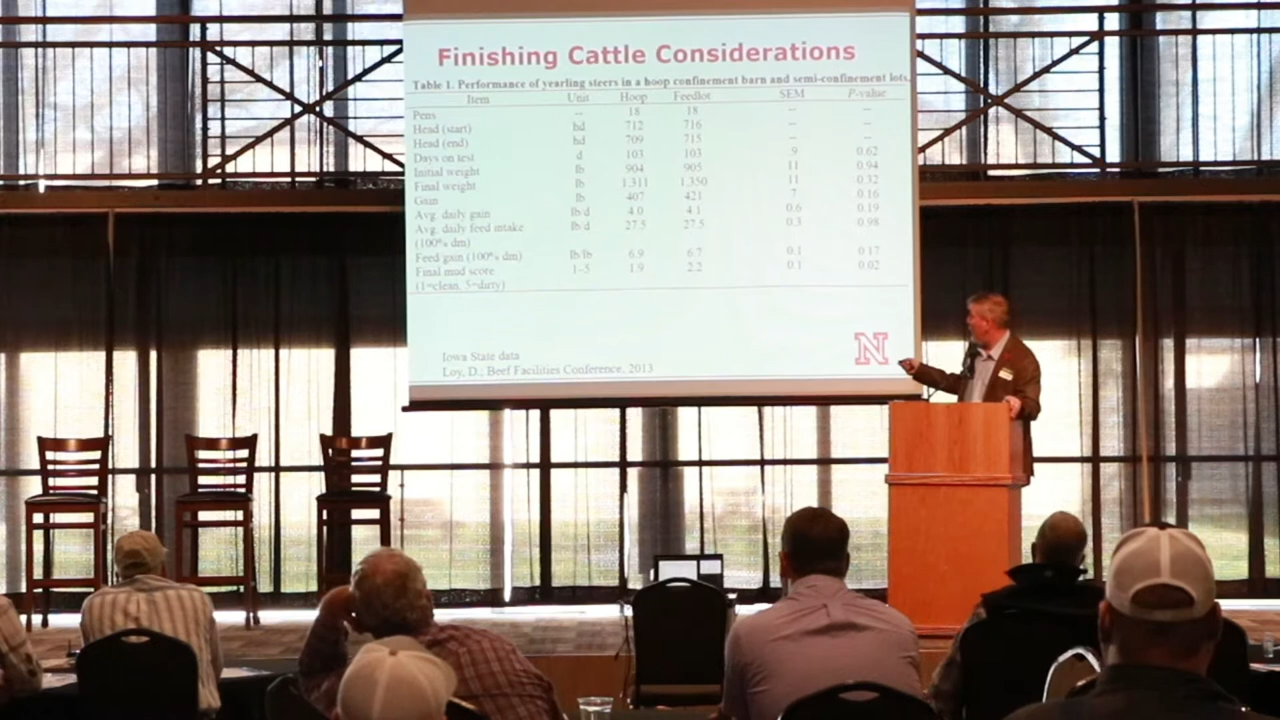 Finishing Cattle Considerations
Table 1. Performance of yearling steers in a hoop confinement barn and semi-confinement lots.
Item Unit Hoop Feedlot SEM P-value
Pens -- 18 18 -- --
Head (start) hd 712 716 -- --
Head (end) hd 709 715 -- --
Days on test d 103 103 9 0.62
Initial weight lb 904 905 11 0.94
Final weight lb 1,311 1,350 11 0.32
Gain lb 407 421 7 0.16
Avg. daily gain lb/d 4.0 4.1 0.6 0.19
Avg. daily feed intake lb/d 27.5 27.5 0.3 0.98
(100% dm)
Feed/gain (100% dm) lb/lb 6.9 6.7 0.1 0.17
Final mud score 1-5 1.9 2.2 0.1 0.02
(1=clean, 5=dirty)
Iowa State data
Loy, D.; Beef Facilities Conference, 2013
N